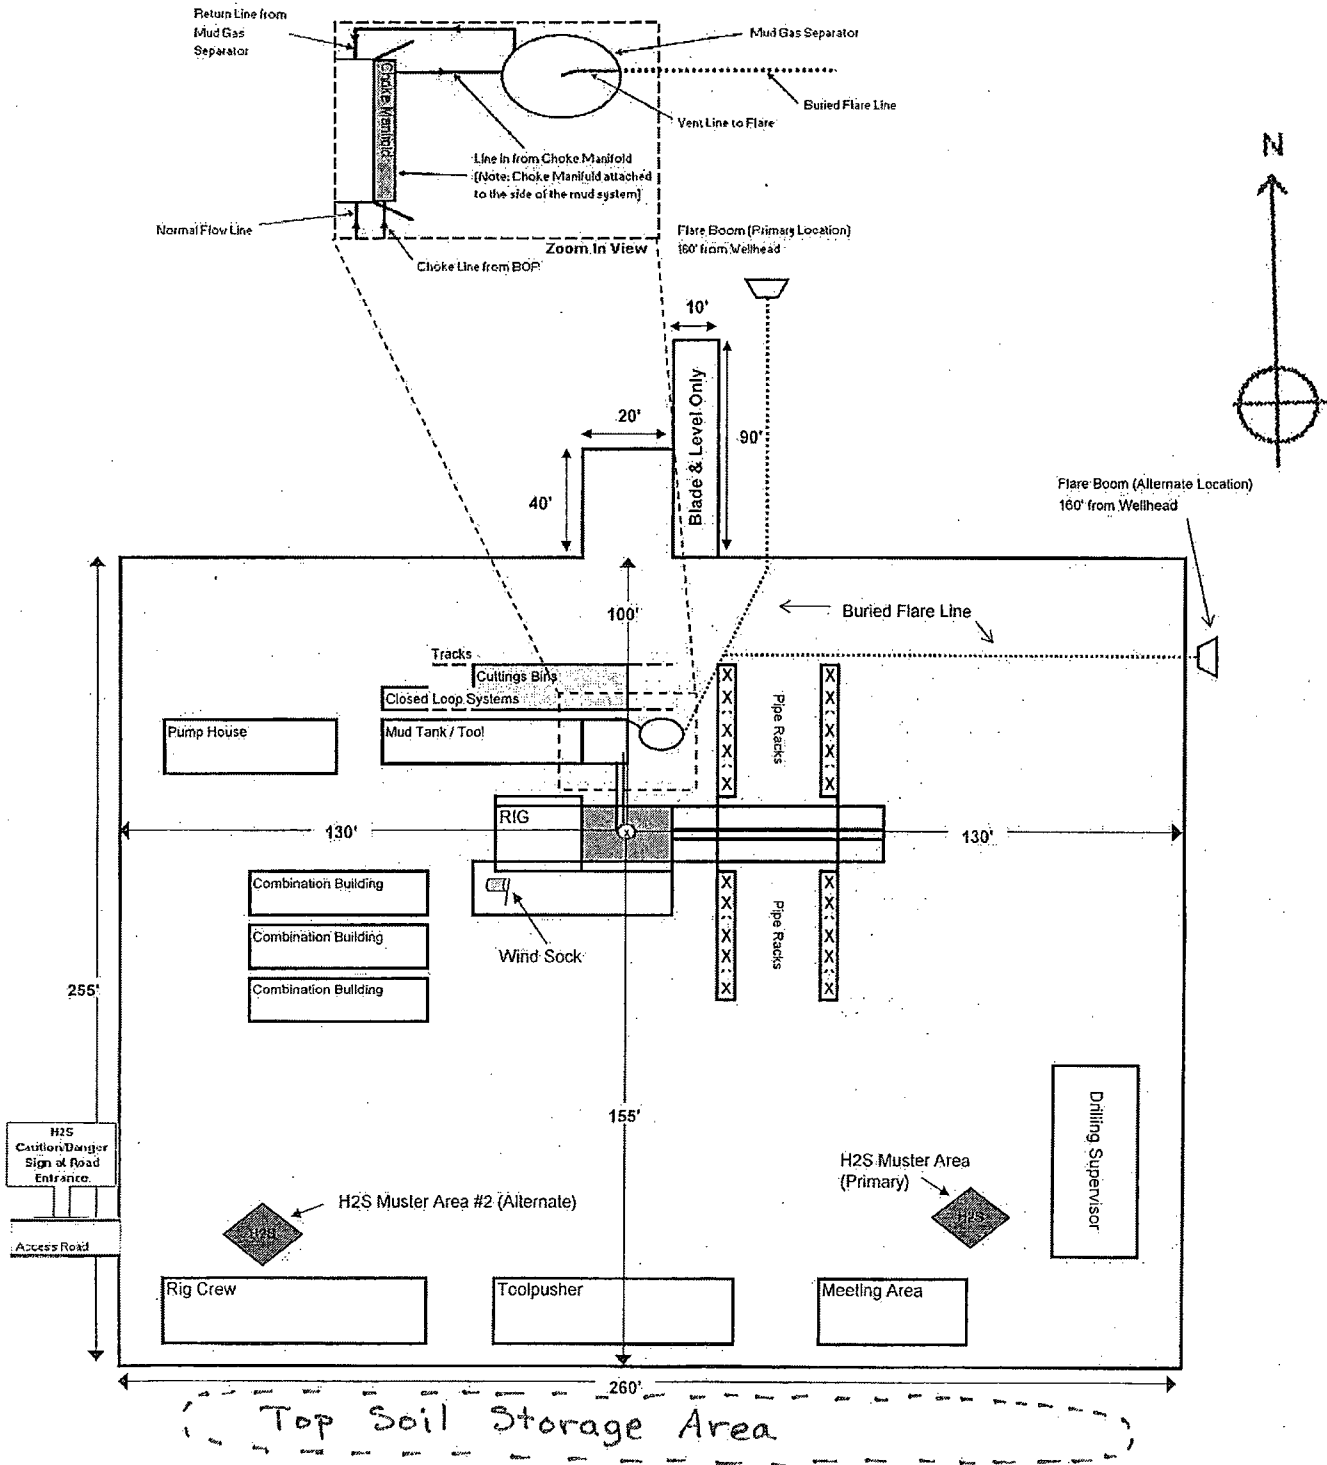 Return Line from
Mud Gas
Separator
Mud Gas Separator
Choke Manifold
Buried Flare Line
Vent Line to Flare
Line in from Choke Manifold
(Note: Choke Manifold attached
to the side of the mud system)
Normal Flow Line
Zoom In View
Choke Line from BOP
Flare Boom (Primary Location)
160' from Wellhead
N
10'
Blade & Level Only
90'
20'
40'
Flare Boom (Alternate Location)
160' from Wellhead
100'
Buried Flare Line
Tracks
Cuttings Bins
Closed Loop Systems
Pump House
Mud Tank / Tool
X X
X X
X X
X X
X X
X X
Pipe Racks
RIG
130'
X
130'
Combination Building
Combination Building
Combination Building
Wind Sock
X X
X X
X X
X X
X X
X X
Pipe Racks
255'
155'
Drilling Supervisor
H2S
Caution/Danger
Sign at Road
Entrance.
Access Road
H2S Muster Area #2 (Alternate)
H2S
H2S Muster Area
(Primary)
H2S
Rig Crew
Toolpusher
Meeting Area
260'
Top Soil Storage Area